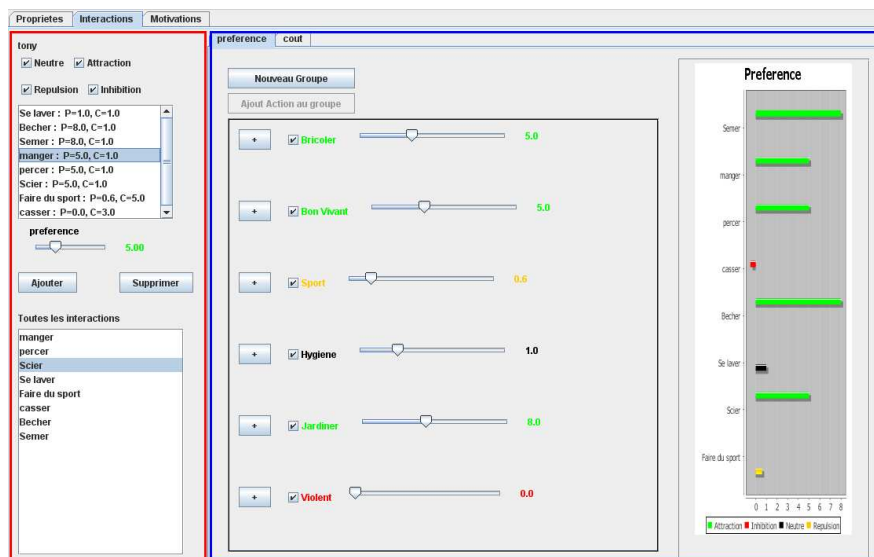 Proprietes Interactions Motivations
tony
Neutre Attraction
Repulsion Inhibition
Se laver : P=1.0, C=1.0
Becher : P=8.0, C=1.0
Semer : P=8.0, C=1.0
manger : P=5.0, C=1.0
percer : P=5.0, C=1.0
Scier : P=5.0, C=1.0
Faire du sport : P=0.6, C=5.0
casser : P=0.0, C=3.0
preference
5.00
Ajouter Supprimer
Toutes les interactions
manger
percer
Scier
Se laver
Faire du sport
casser
Becher
Semer
preference cout
Nouveau Groupe
Ajout Action au groupe
+ Bricoler 5.0
+ Bon Vivant 5.0
+ Sport 0.6
+ Hygiene 1.0
+ Jardiner 8.0
+ Violent 0.0
Preference
Semer
manger
percer
casser
Becher
Se laver
Scier
Faire du sport
0 1 2 3 4 5 6 7 8
Attraction Inhibition Neutre Repulsion